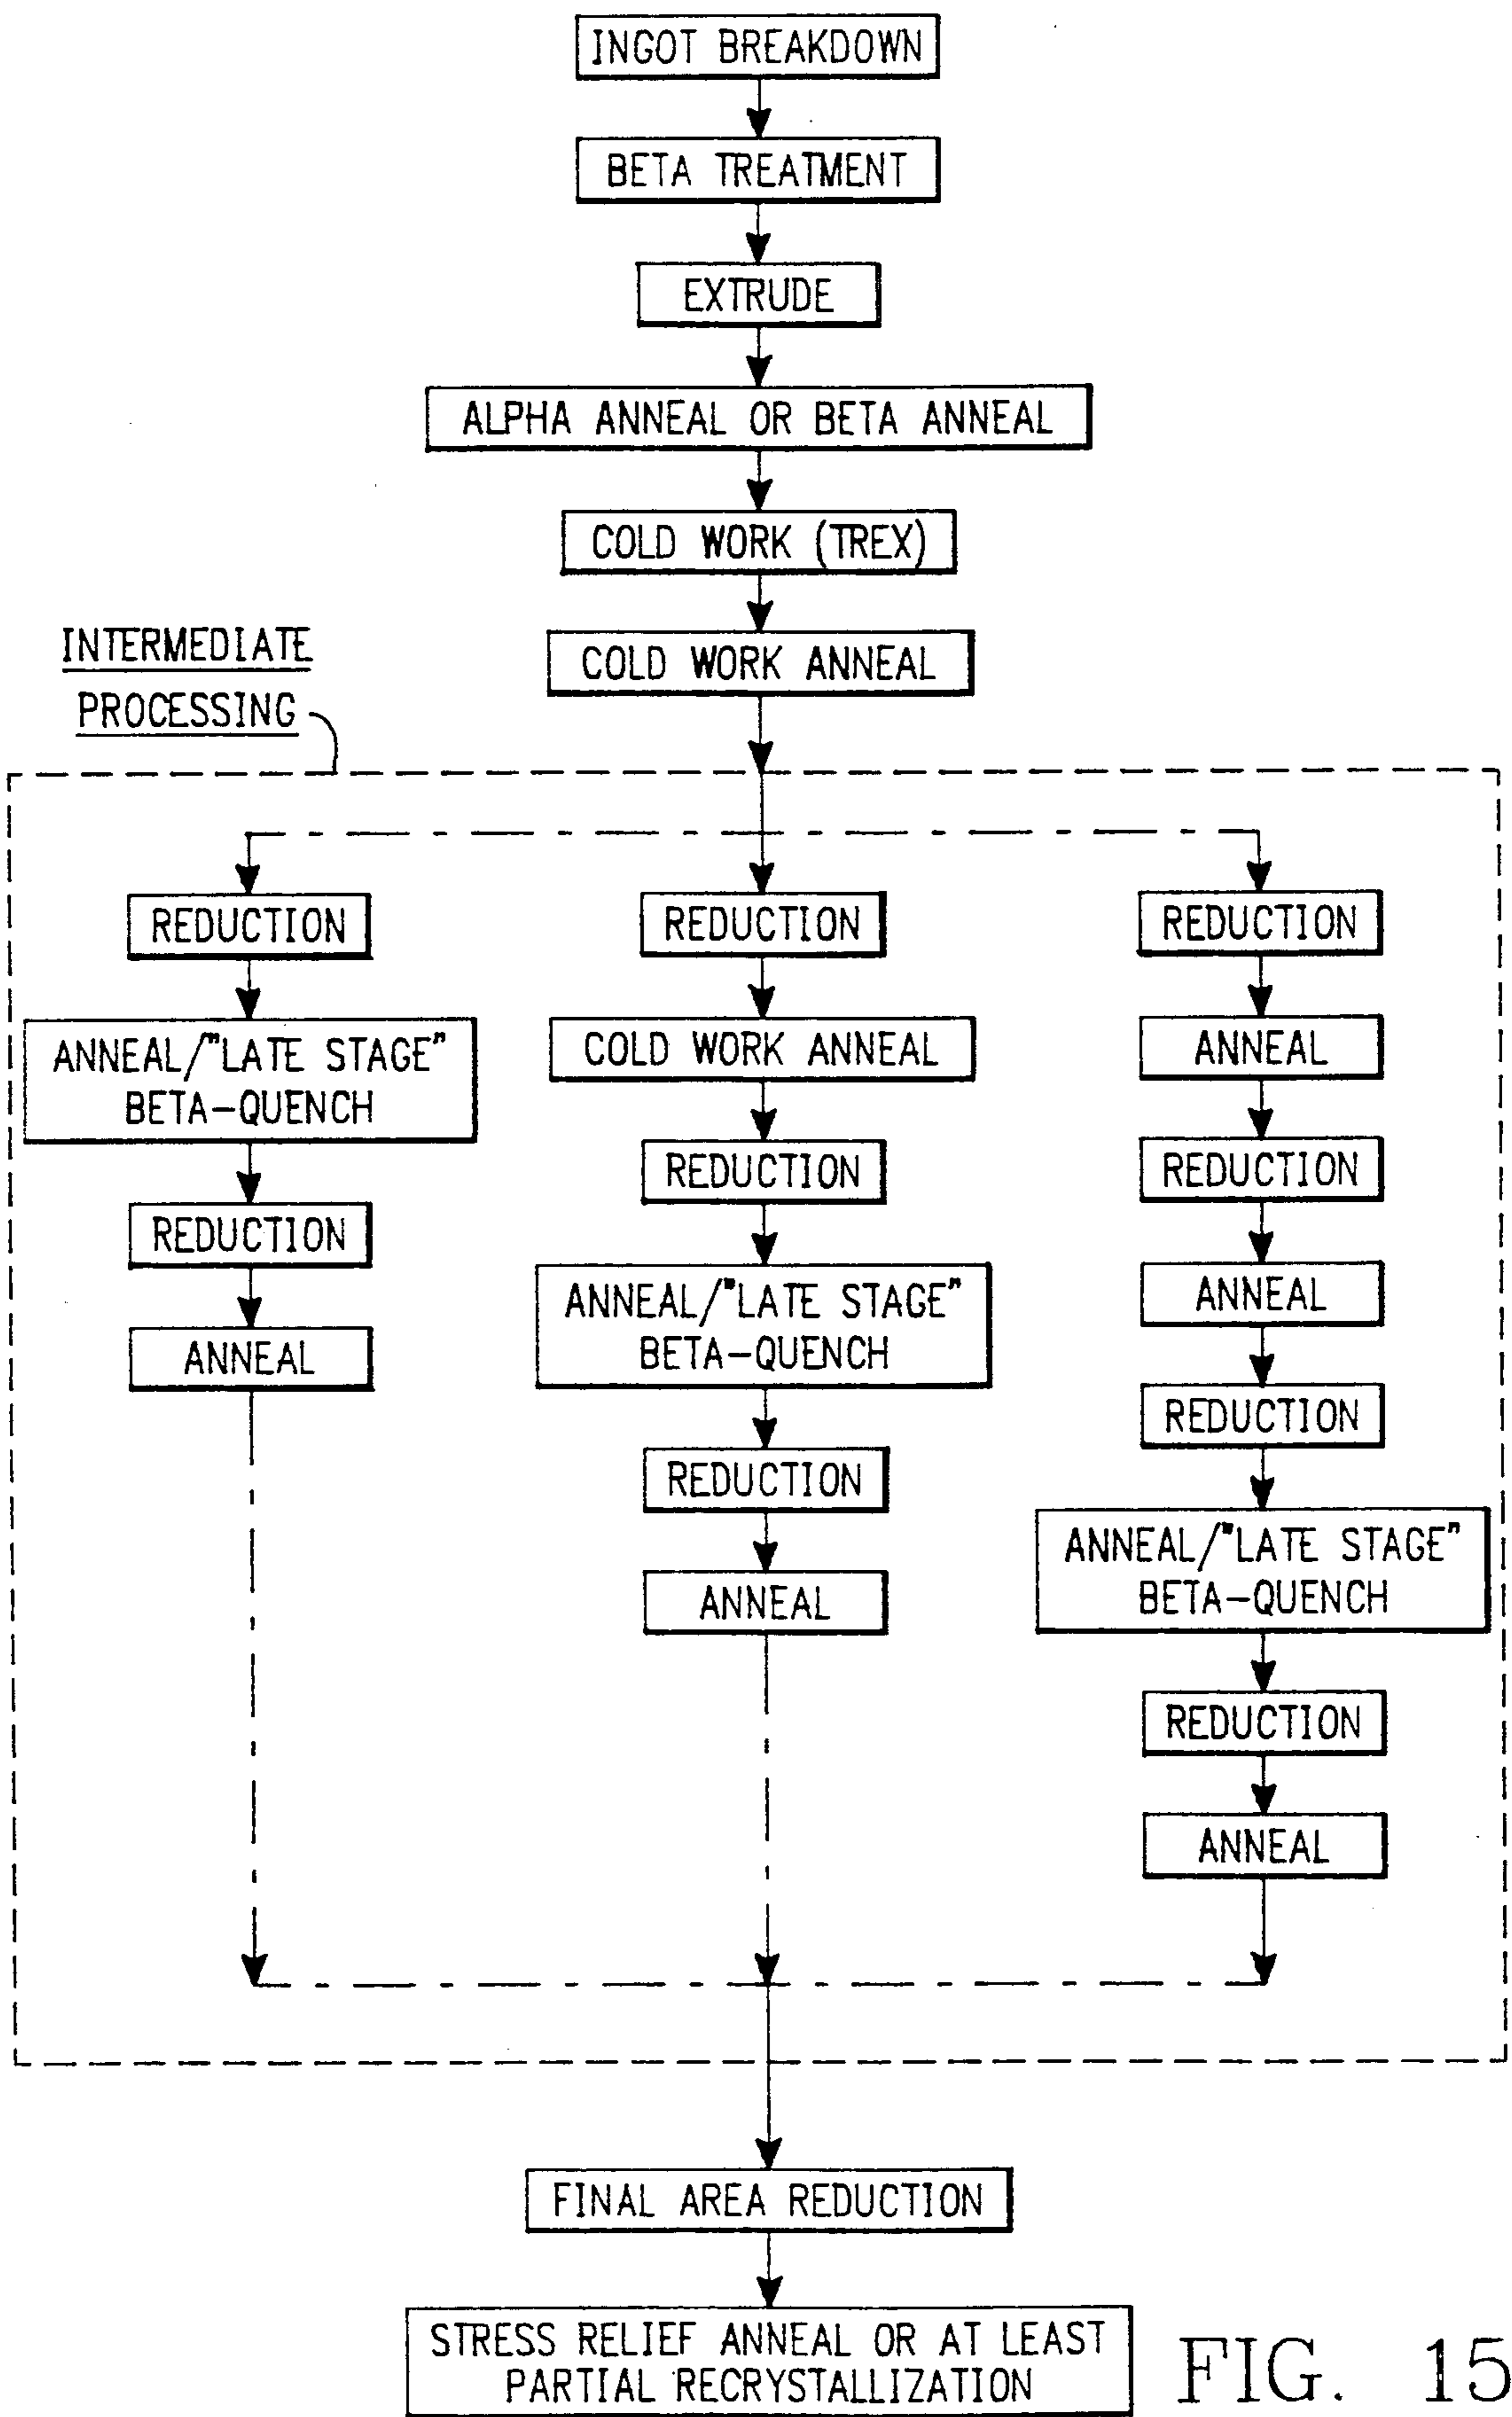 INGOT BREAKDOWN
BETA TREATMENT
EXTRUDE
ALPHA ANNEAL OR BETA ANNEAL
COLD WORK (TREX)
COLD WORK ANNEAL
INTERMEDIATE
PROCESSING
REDUCTION
ANNEAL/"LATE STAGE"
BETA-QUENCH
REDUCTION
ANNEAL
REDUCTION
COLD WORK ANNEAL
REDUCTION
ANNEAL/"LATE STAGE"
BETA-QUENCH
REDUCTION
ANNEAL
REDUCTION
ANNEAL
REDUCTION
ANNEAL
REDUCTION
ANNEAL/"LATE STAGE"
BETA-QUENCH
REDUCTION
ANNEAL
FINAL AREA REDUCTION
STRESS RELIEF ANNEAL OR AT LEAST
PARTIAL RECRYSTALLIZATION
FIG. 15